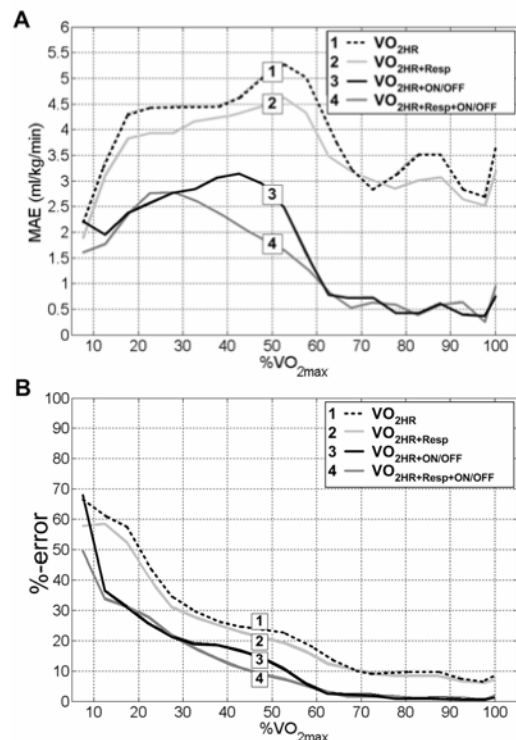 A
1 VO2HR
2 VO2HR+Resp
3 VO2HR+ON/OFF
4 VO2HR+Resp+ON/OFF
MAE (ml/kg/min)
6
5.5
5
4.5
4
3.5
3
2.5
2
1.5
1
0.5
0
1
2
3
4
10 20 30 40 50 60 70 80 90 100
%VO2max
B
1 VO2HR
2 VO2HR+Resp
3 VO2HR+ON/OFF
4 VO2HR+Resp+ON/OFF
%-error
100
90
80
70
60
50
40
30
20
10
0
1
2
3
4
10 20 30 40 50 60 70 80 90 100
%VO2max